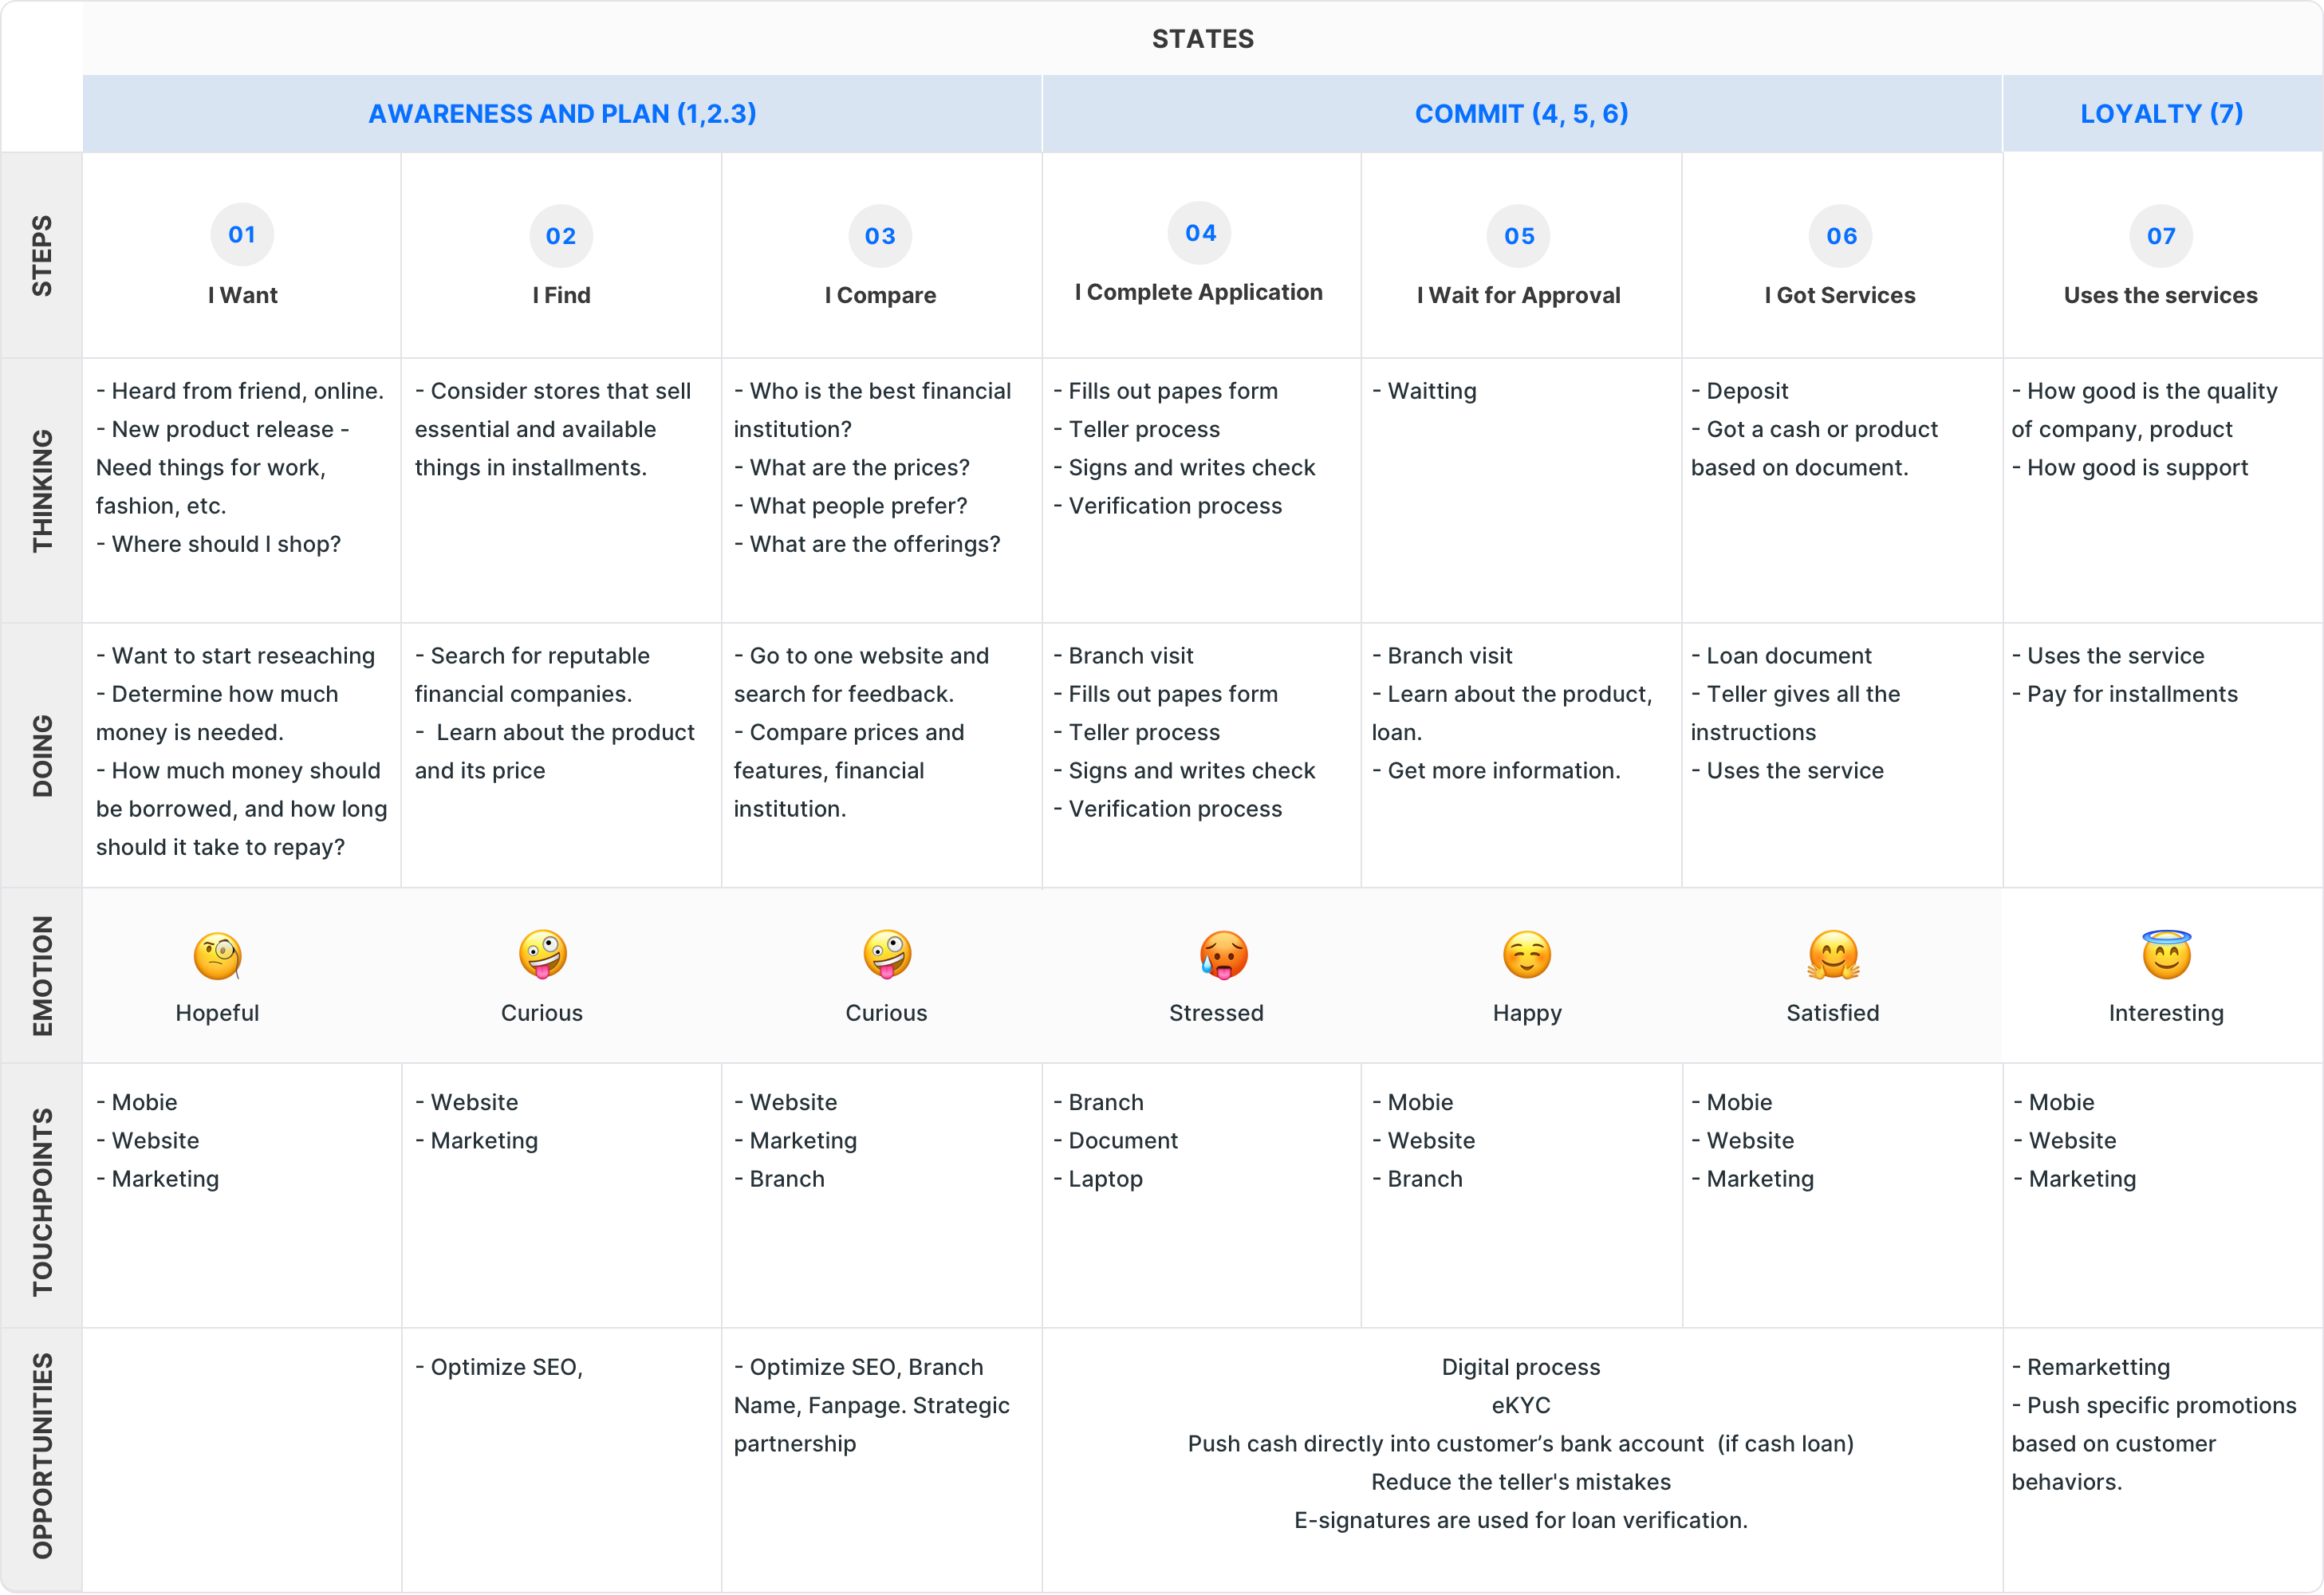 STATES
AWARENESS AND PLAN (1,2.3)
COMMIT (4, 5, 6)
LOYALTY (7)
STEPS
01
I Want
02
I Find
03
I Compare
04
I Complete Application
05
I Wait for Approval
06
I Got Services
07
Uses the services
THINKING
- Heard from friend, online.
- New product release -
Need things for work,
fashion, etc.
- Where should I shop?
- Consider stores that sell
essential and available
things in installments.
- Who is the best financial
institution?
- What are the prices?
- What people prefer?
- What are the offerings?
- Fills out papes form
- Teller process
- Signs and writes check
- Verification process
- Waitting
- Deposit
- Got a cash or product
based on document.
- How good is the quality
of company, product
- How good is support
DOING
- Want to start reseaching
- Determine how much
money is needed.
- How much money should
be borrowed, and how long
should it take to repay?
- Search for reputable
financial companies.
- Learn about the product
and its price
- Go to one website and
search for feedback.
- Compare prices and
features, financial
institution.
- Branch visit
- Fills out papes form
- Teller process
- Signs and writes check
- Verification process
- Branch visit
- Learn about the product,
loan.
- Get more information.
- Loan document
- Teller gives all the
instructions
- Uses the service
- Uses the service
- Pay for installments
EMOTION
Hopeful
Curious
Curious
Stressed
Happy
Satisfied
Interesting
TOUCHPOINTS
- Mobie
- Website
- Marketing
- Website
- Marketing
- Website
- Marketing
- Branch
- Branch
- Document
- Laptop
- Mobie
- Website
- Branch
- Mobie
- Website
- Marketing
- Mobie
- Website
- Marketing
OPPORTUNITIES
- Optimize SEO,
- Optimize SEO, Branch
Name, Fanpage. Strategic
partnership
Digital process
eKYC
Push cash directly into customer’s bank account (if cash loan)
Reduce the teller's mistakes
E-signatures are used for loan verification.
- Remarketting
- Push specific promotions
based on customer
behaviors.